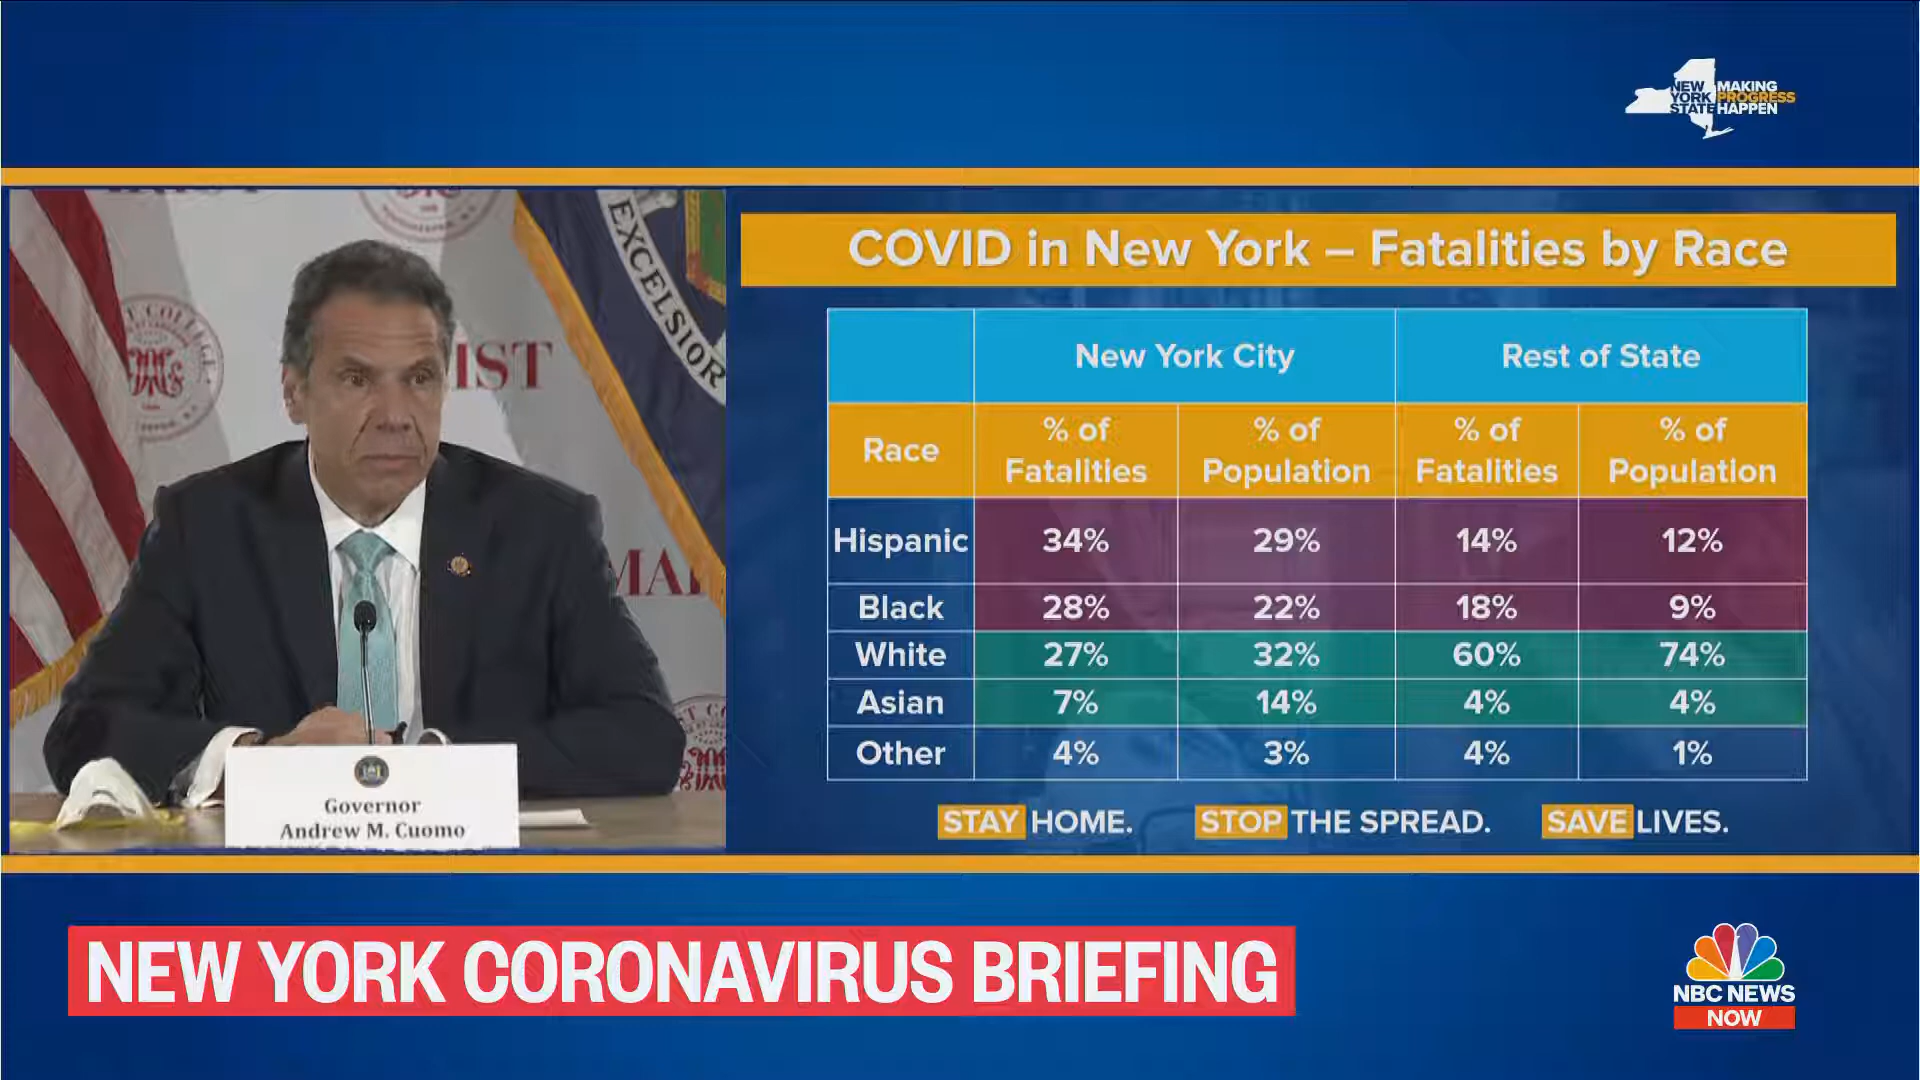 NEW
YORK
STATE
MAKING
PROGRESS
HAPPEN
EXCELSIOR
IST
MA
COVID in New York – Fatalities by Race
New York City Rest of State
Race % of Fatalities % of Population % of Fatalities % of Population
Hispanic 34% 29% 14% 12%
Black 28% 22% 18% 9%
White 27% 32% 60% 74%
Asian 7% 14% 4% 4%
Other 4% 3% 4% 1%
STAY HOME. STOP THE SPREAD. SAVE LIVES.
Governor
Andrew M. Cuomo
NEW YORK CORONAVIRUS BRIEFING
NBC NEWS
NOW